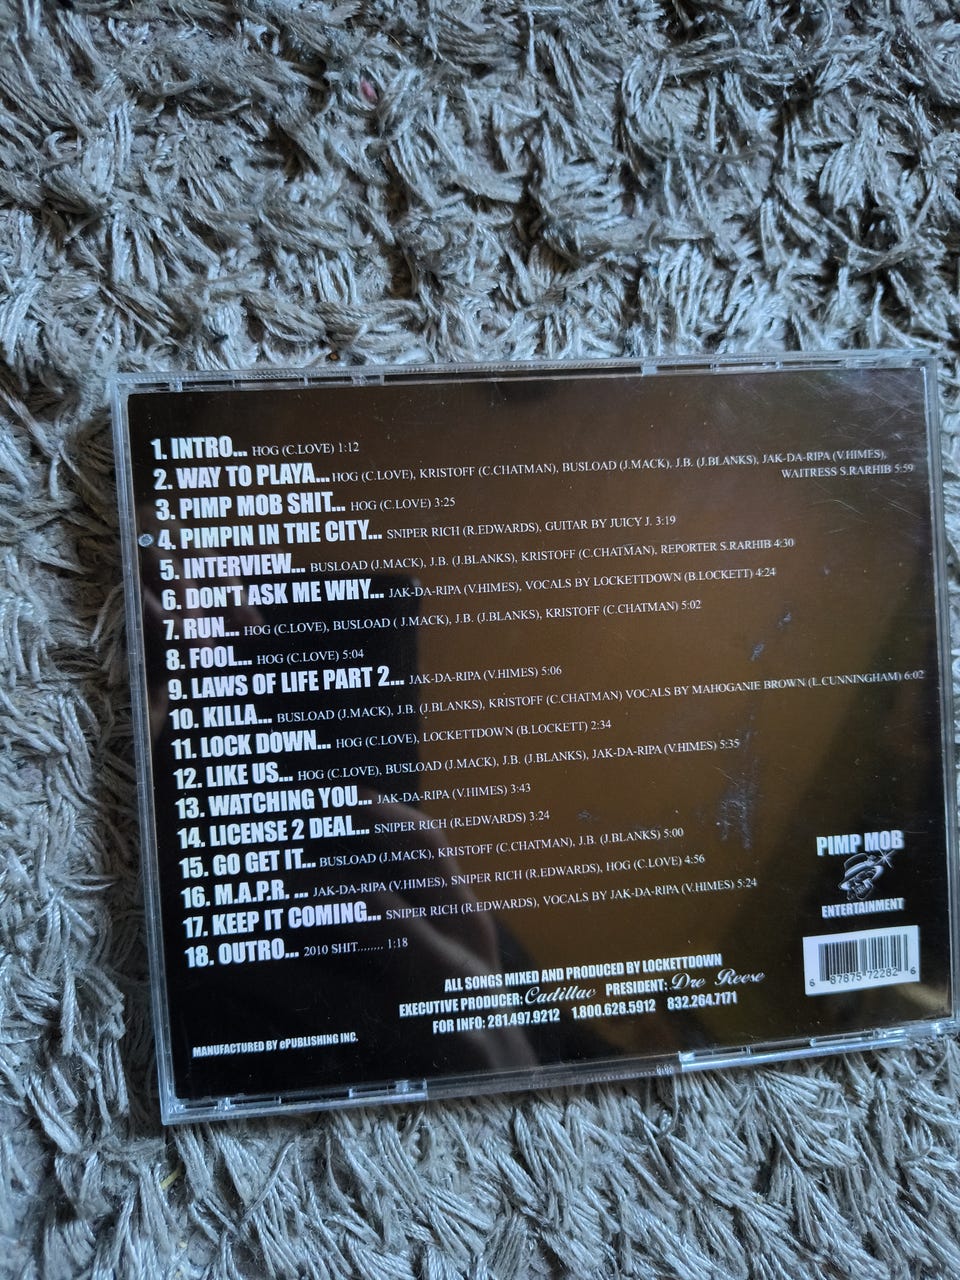 1. INTRO... HOG (C.LOVE) 1:12
2. WAY TO PLAYA... HOG (C.LOVE), KRISTOFF (C.CHATMAN), BUSLOAD (J.MACK), J.B. (J.BLANKS), JAK-DA-RIPA (V.HIMES),
WAITRESS S.RARHIB 5:59
3. PIMP MOB SHIT... HOG (C.LOVE) 3:25
4. PIMPIN IN THE CITY... SNIPER RICH (R.EDWARDS), GUITAR BY JUICY J. 3:19
5. INTERVIEW... BUSLOAD (J.MACK), J.B. (J.BLANKS), KRISTOFF (C.CHATMAN), REPORTER S.RARHIB 4:30
6. DON'T ASK ME WHY... JAK-DA-RIPA (V.HIMES), VOCALS BY LOCKETTDOWN (B.LOCKETT) 4:24
7. RUN... HOG (C.LOVE), BUSLOAD ( J.MACK), J.B. (J.BLANKS), KRISTOFF (C.CHATMAN) 5:02
8. FOOL... HOG (C.LOVE) 5:04
9. LAWS OF LIFE PART 2... JAK-DA-RIPA (V.HIMES) 5:06
10. KILLA... BUSLOAD (J.MACK), J.B. (J.BLANKS), KRISTOFF (C.CHATMAN) VOCALS BY MAHOGANIE BROWN (L.CUNNINGHAM) 6:02
11. LOCK DOWN... HOG (C.LOVE), LOCKETTDOWN (B.LOCKETT) 2:34
12. LIKE US... HOG (C.LOVE), BUSLOAD (J.MACK), J.B. (J.BLANKS), JAK-DA-RIPA (V.HIMES) 5:35
13. WATCHING YOU... JAK-DA-RIPA (V.HIMES) 3:43
14. LICENSE 2 DEAL... SNIPER RICH (R.EDWARDS) 3:24
15. GO GET IT... BUSLOAD (J.MACK), KRISTOFF (C.CHATMAN), J.B. (J.BLANKS) 5:00
16. M.A.P.R. ... JAK-DA-RIPA (V.HIMES), SNIPER RICH (R.EDWARDS), HOG (C.LOVE) 4:56
17. KEEP IT COMING... SNIPER RICH (R.EDWARDS), VOCALS BY JAK-DA-RIPA (V.HIMES) 5:24
18. OUTRO... 2010 SHIT........ 1:18
PIMP MOB
ENTERTAINMENT
6 87875 72282 6
ALL SONGS MIXED AND PRODUCED BY LOCKETTDOWN
EXECUTIVE PRODUCER: Cadillac PRESIDENT: Dre Reese
FOR INFO: 281.497.9212 1.800.628.5912 832.264.7171
MANUFACTURED BY ePUBLISHING INC.